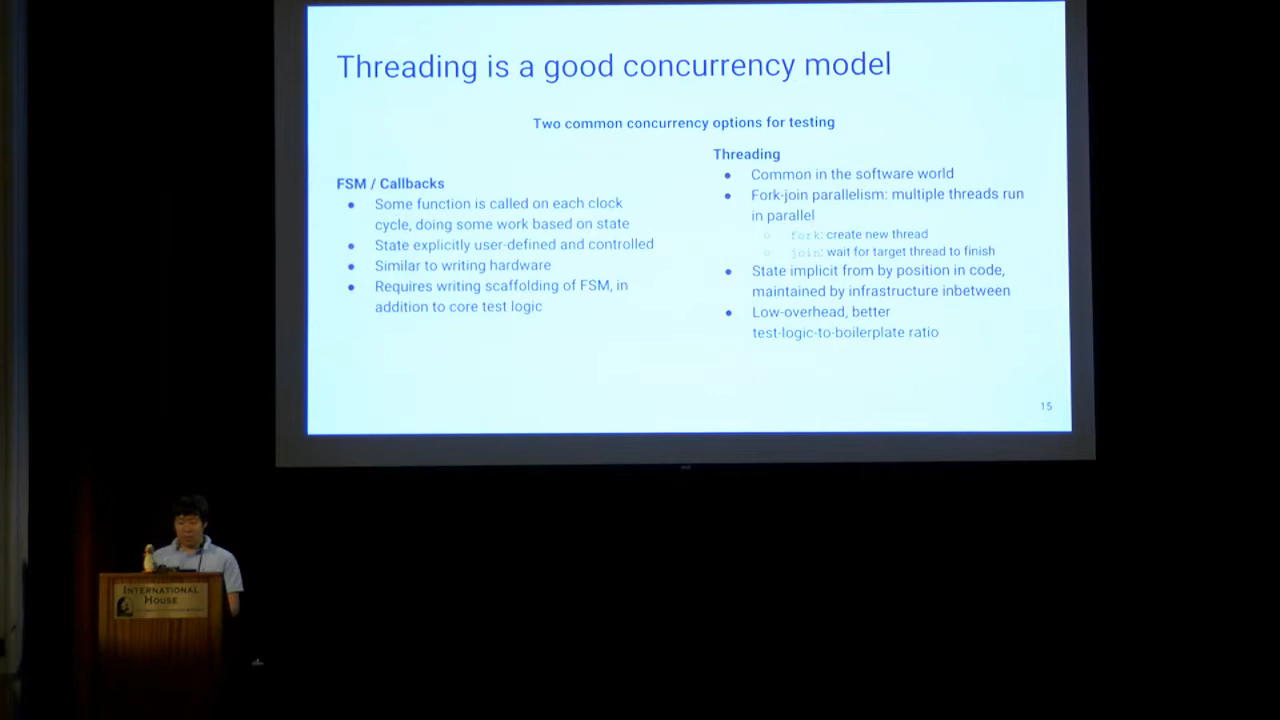 Threading is a good concurrency model
Two common concurrency options for testing
FSM / Callbacks
● Some function is called on each clock
cycle, doing some work based on state
● State explicitly user-defined and controlled
● Similar to writing hardware
● Requires writing scaffolding of FSM, in
addition to core test logic
Threading
● Common in the software world
● Fork-join parallelism: multiple threads run
in parallel
○ fork: create new thread
○ join: wait for target thread to finish
● State implicit from by position in code,
maintained by infrastructure inbetween
● Low-overhead, better
test-logic-to-boilerplate ratio
15
INTERNATIONAL
HOUSE